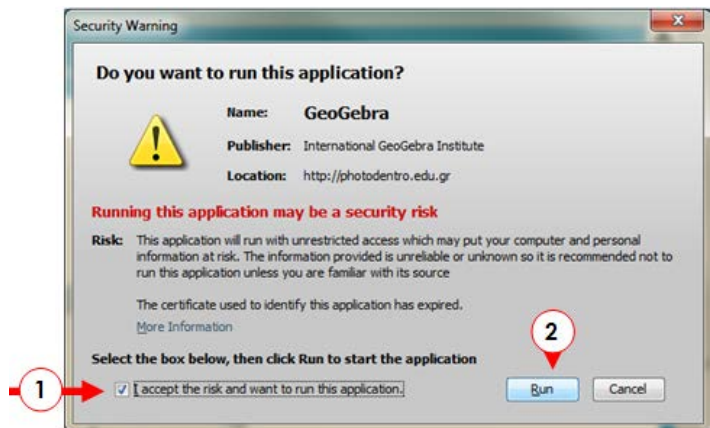 Security Warning
Do you want to run this application?
Name: GeoGebra
Publisher: International GeoGebra Institute
Location: http://photodentro.edu.gr
Running this application may be a security risk
Risk: This application will run with unrestricted access which may put your computer and personal
information at risk. The information provided is unreliable or unknown so it is recommended not to
run this application unless you are familiar with its source
The certificate used to identify this application has expired.
More Information
2
Select the box below, then click Run to start the application
1
I accept the risk and want to run this application.
Run
Cancel